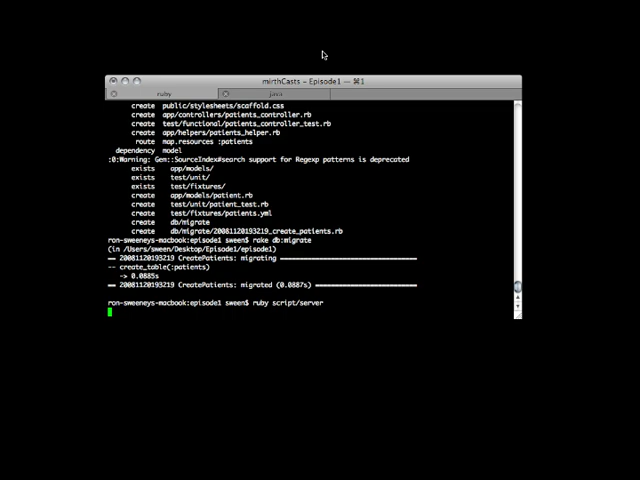 mirthCasts – Episode1 — ⌘1
ruby
java
create public/stylesheets/scaffold.css
create app/controllers/patients_controller.rb
create test/functional/patients_controller_test.rb
create app/helpers/patients_helper.rb
route map.resources :patients
dependency model
:0:Warning: Gem::SourceIndex#search support for Regexp patterns is deprecated
exists app/models/
exists test/unit/
exists test/fixtures/
create app/models/patient.rb
create test/unit/patient_test.rb
create test/fixtures/patients.yml
exists db/migrate
create db/migrate/20081120193219_create_patients.rb
ron-sweeneys-macbook:episode1 sween$ rake db:migrate
(in /Users/sween/Desktop/Episode1/episode1)
== 20081120193219 CreatePatients: migrating ==============================
-- create_table(:patients)
-> 0.0885s
== 20081120193219 CreatePatients: migrated (0.0887s) ======================
ron-sweeneys-macbook:episode1 sween$ ruby script/server